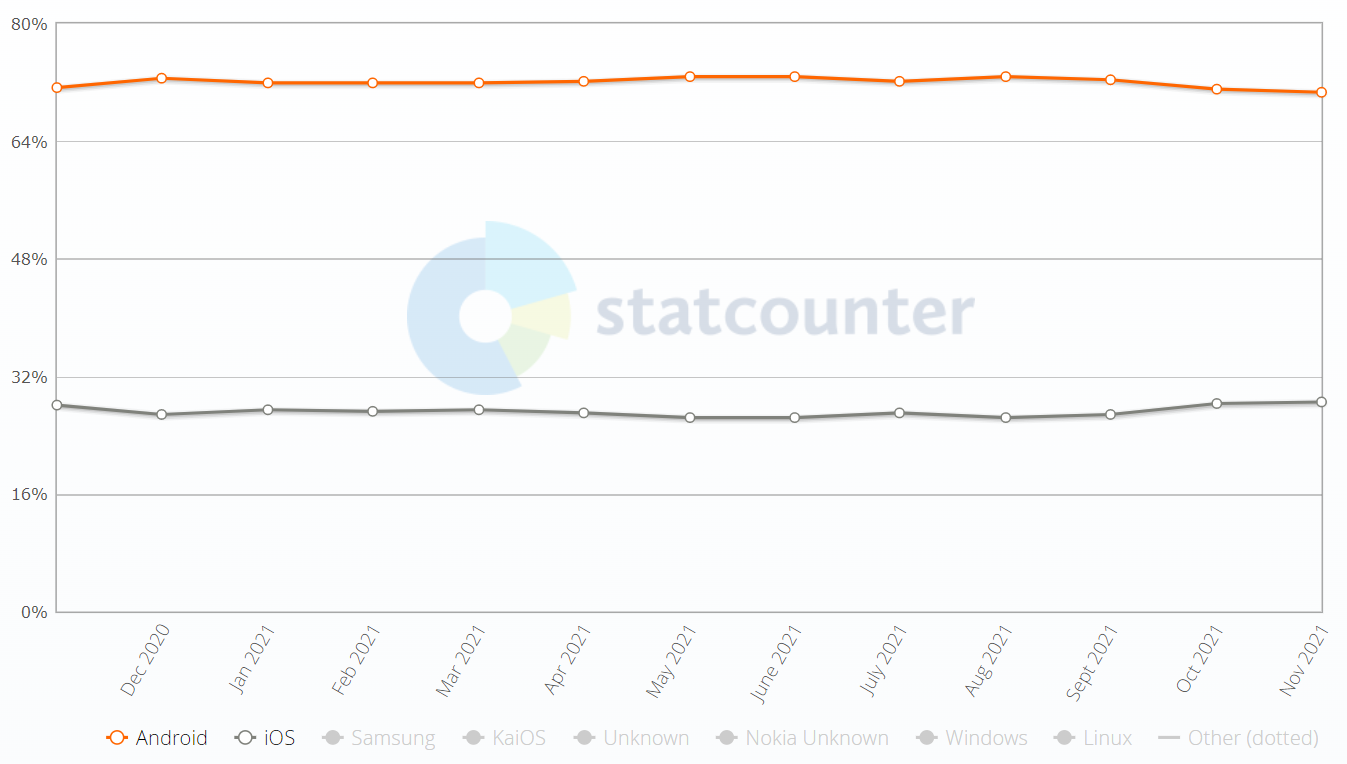 80%
64%
48%
32%
16%
0%
statcounter
Dec 2020
Jan 2021
Feb 2021
Mar 2021
Apr 2021
May 2021
June 2021
July 2021
Aug 2021
Sept 2021
Oct 2021
Nov 2021
Android iOS Samsung KaiOS Unknown Nokia Unknown Windows Linux Other (dotted)